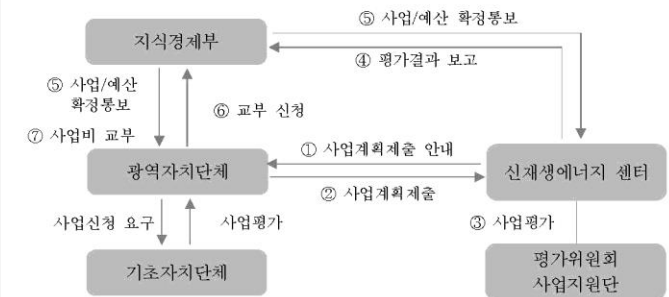 ⑤ 사업/예산 확정통보
지식경제부
④ 평가결과 보고
⑤ 사업/예산
확정통보
⑥ 교부 신청
⑦ 사업비 교부
① 사업계획제출 안내
광역자치단체
신재생에너지 센터
② 사업계획제출
사업신청 요구
사업평가
③ 사업평가
기초자치단체
평가위원회
사업지원단